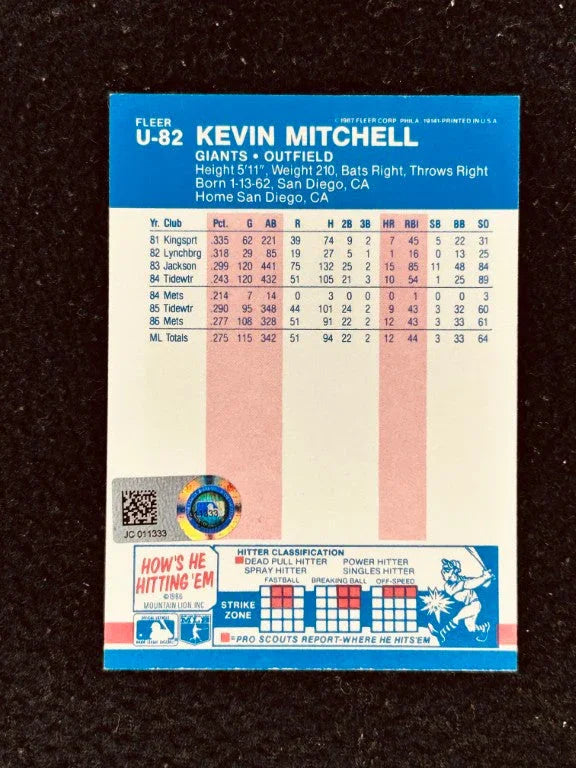 FLEER
U-82 KEVIN MITCHELL
©1987 FLEER CORP. PHILA. 19141-PRINTED IN U.S.A.
GIANTS • OUTFIELD
Height 5'11", Weight 210, Bats Right, Throws Right
Born 1-13-62, San Diego, CA
Home San Diego, CA
Yr. Club Pct. G AB R H 2B 3B HR RBI SB BB SO
81 Kingsprt .335 62 221 39 74 9 2 7 45 5 22 31
82 Lynchbrg .318 29 85 19 27 5 1 1 16 0 13 25
83 Jackson .299 120 441 75 132 25 2 15 85 11 48 84
84 Tidewtr .243 120 432 51 105 21 3 10 54 1 25 89
84 Mets .214 7 14 0 3 0 0 0 1 0 0 3
85 Tidewtr .290 95 348 44 101 24 2 9 43 3 32 60
86 Mets .277 108 328 51 91 22 2 12 43 3 33 61
ML Totals .275 115 342 51 94 22 2 12 44 3 33 64
JC 011333
HOW'S HE
HITTING 'EM
©1986
MOUNTAIN LION, INC
HITTER CLASSIFICATION
DEAD PULL HITTER POWER HITTER
SPRAY HITTER SINGLES HITTER
FASTBALL BREAKING BALL OFF-SPEED
STRIKE
ZONE
=PRO SCOUTS REPORT-WHERE HE HITS 'EM